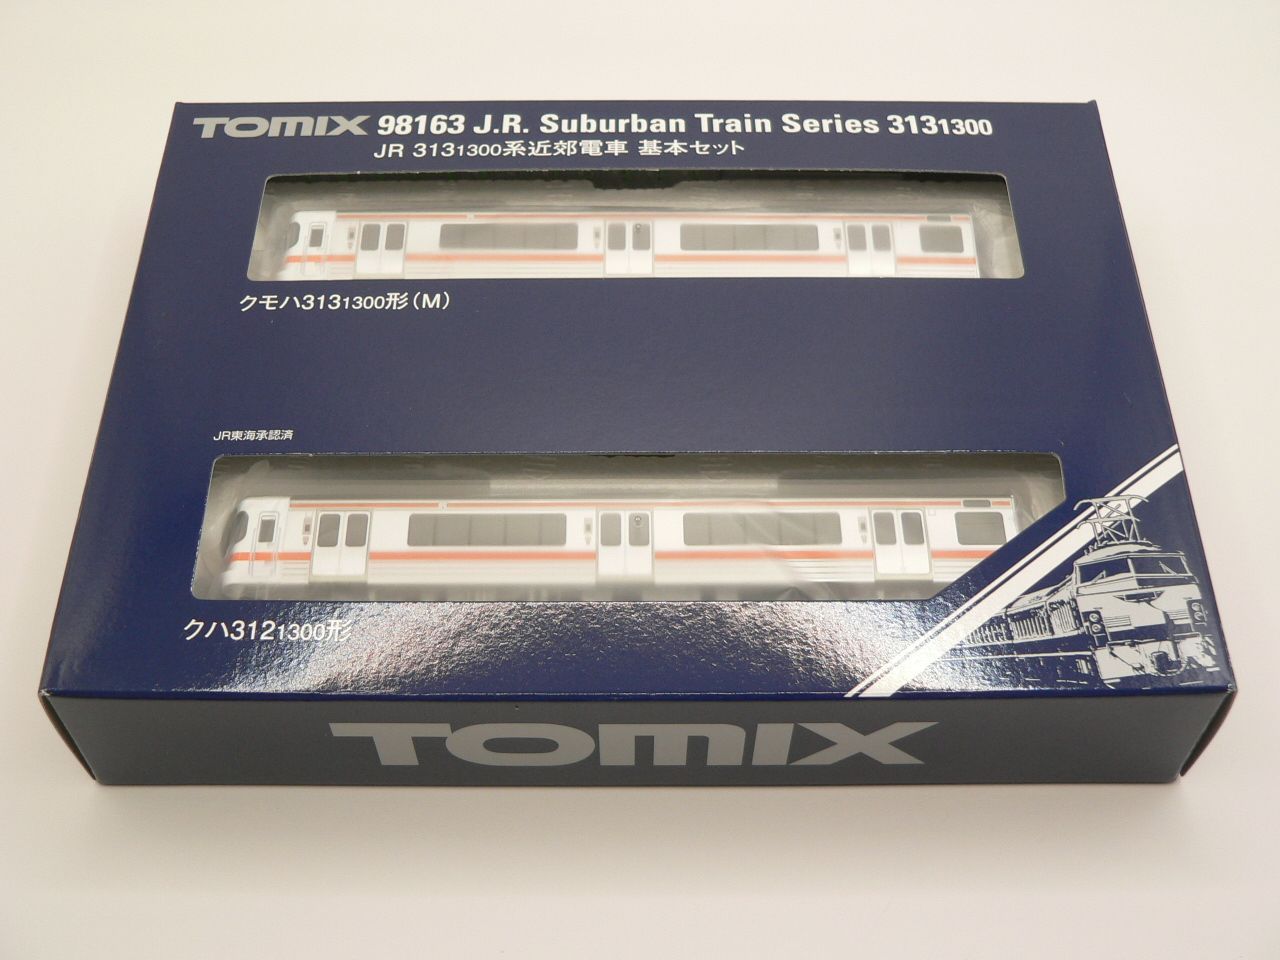 TOMIX 98163 J.R. Suburban Train Series 3131300
JR 3131300系近郊電車 基本セット
クモハ3131300形(M)
JR東海承認済
クハ3121300形
TOMIX